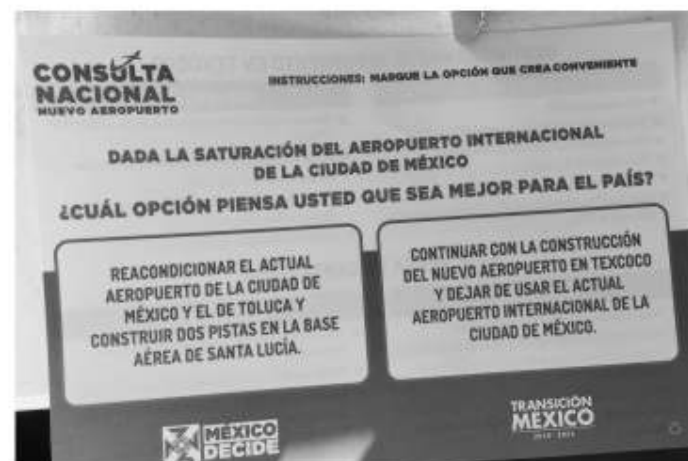 CONSULTA
NACIONAL
NUEVO AEROPUERTO
INSTRUCCIONES: MARQUE LA OPCIÓN QUE CREA CONVENIENTE
DADA LA SATURACIÓN DEL AEROPUERTO INTERNACIONAL
DE LA CIUDAD DE MÉXICO
¿CUÁL OPCIÓN PIENSA USTED QUE SEA MEJOR PARA EL PAÍS?
REACONDICIONAR EL ACTUAL
AEROPUERTO DE LA CIUDAD DE
MÉXICO Y EL DE TOLUCA Y
CONSTRUIR DOS PISTAS EN LA BASE
AÉREA DE SANTA LUCÍA.
CONTINUAR CON LA CONSTRUCCIÓN
DEL NUEVO AEROPUERTO EN TEXCOCO
Y DEJAR DE USAR EL ACTUAL
AEROPUERTO INTERNACIONAL DE LA
CIUDAD DE MÉXICO.
MÉXICO
DECIDE
TRANSICIÓN
MÉXICO